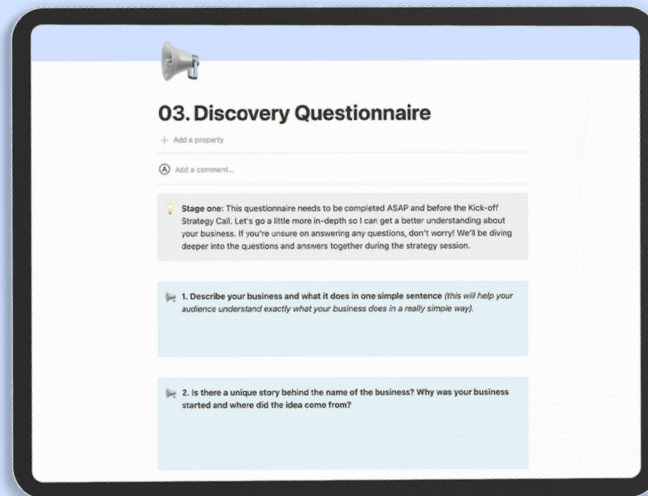 03. Discovery Questionnaire
+ Add a property
A Add a comment...
Stage one: This questionnaire needs to be completed ASAP and before the Kick-off
Strategy Call. Let's go a little more in-depth so I can get a better understanding about
your business. If you're unsure on answering any questions, don't worry! We'll be diving
deeper into the questions and answers together during the strategy session.
1. Describe your business and what it does in one simple sentence (this will help your
audience understand exactly what your business does in a really simple way).
2. Is there a unique story behind the name of the business? Why was your business
started and where did the idea come from?